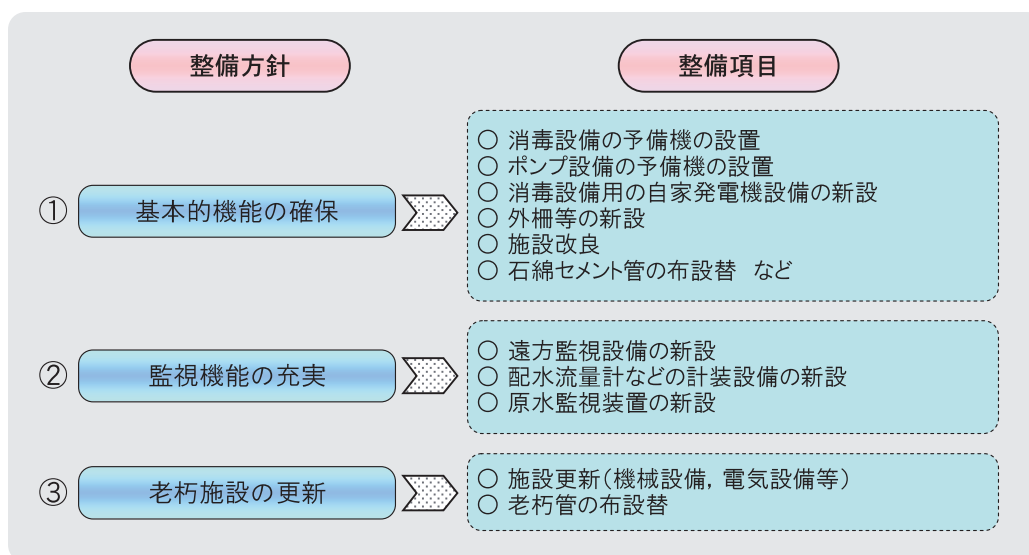 整備方針
整備項目
① 基本的機能の確保
○ 消毒設備の予備機の設置
○ ポンプ設備の予備機の設置
○ 消毒設備用の自家発電機設備の新設
○ 外柵等の新設
○ 施設改良
○ 石綿セメント管の布設替　など
② 監視機能の充実
○ 遠方監視設備の新設
○ 配水流量計などの計装設備の新設
○ 原水監視装置の新設
③ 老朽施設の更新
○ 施設更新(機械設備, 電気設備等)
○ 老朽管の布設替